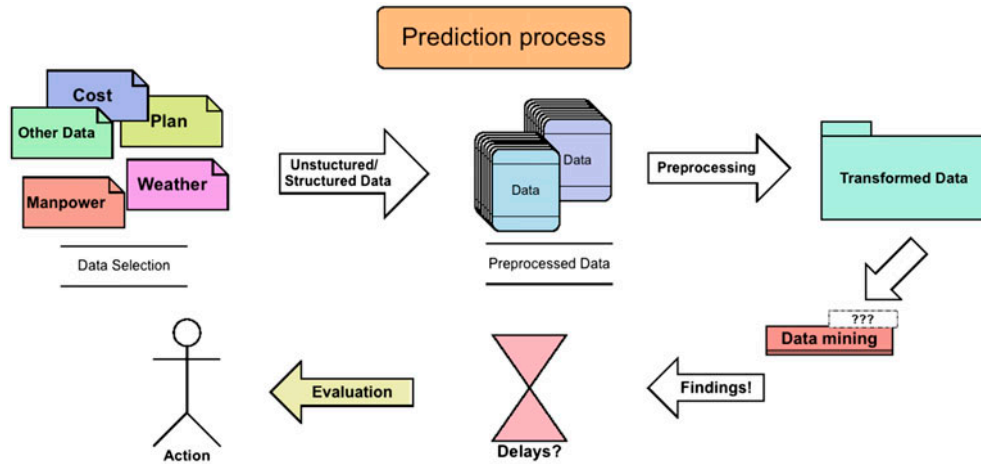 Prediction process
Cost
Plan
Other Data
Weather
Manpower
Data Selection
Unstuctured/
Structured Data
Data
Data
Preprocessed Data
Preprocessing
Transformed Data
???
Data mining
Findings!
Delays?
Evaluation
Action